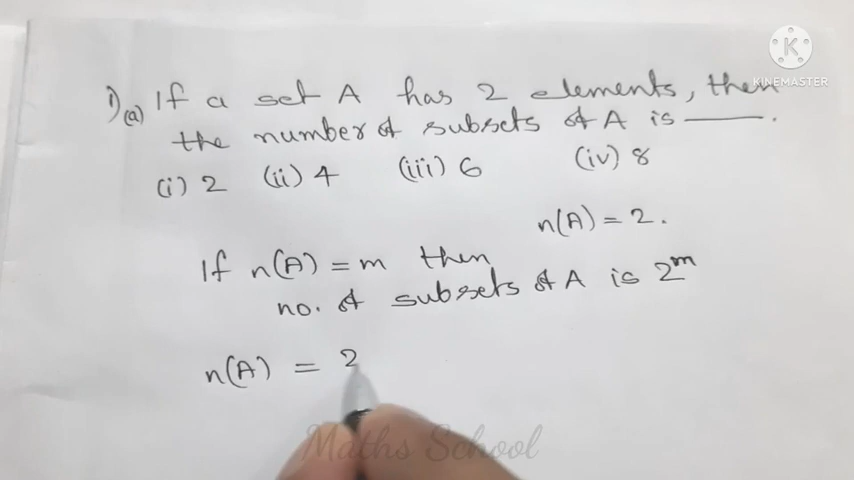 KINEMASTER
1)(a) If a set A has 2 elements, then
the number of subsets of A is ———.
(i) 2 (ii) 4 (iii) 6 (iv) 8
n(A) = 2.
If n(A) = m then
no. of subsets of A is 2^m
n(A) = 2
Maths School